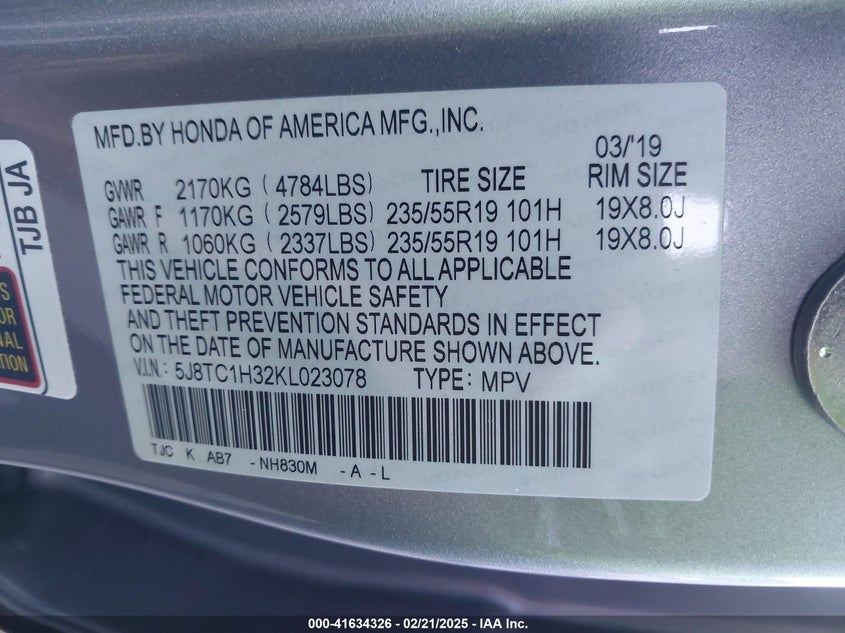 MFD.BY HONDA OF AMERICA MFG.,INC.
03/'19
GVWR 2170KG ( 4784LBS) TIRE SIZE RIM SIZE
GAWR F 1170KG ( 2579LBS) 235/55R19 101H 19X8.0J
GAWR R 1060KG ( 2337LBS) 235/55R19 101H 19X8.0J
THIS VEHICLE CONFORMS TO ALL APPLICABLE
FEDERAL MOTOR VEHICLE SAFETY
AND THEFT PREVENTION STANDARDS IN EFFECT
ON THE DATE OF MANUFACTURE SHOWN ABOVE.
V.I.N.: 5J8TC1H32KL023078 TYPE: MPV
TJC K AB7 -NH830M -A-L
TJB JA
000-41634326 - 02/21/2025 - IAA Inc.